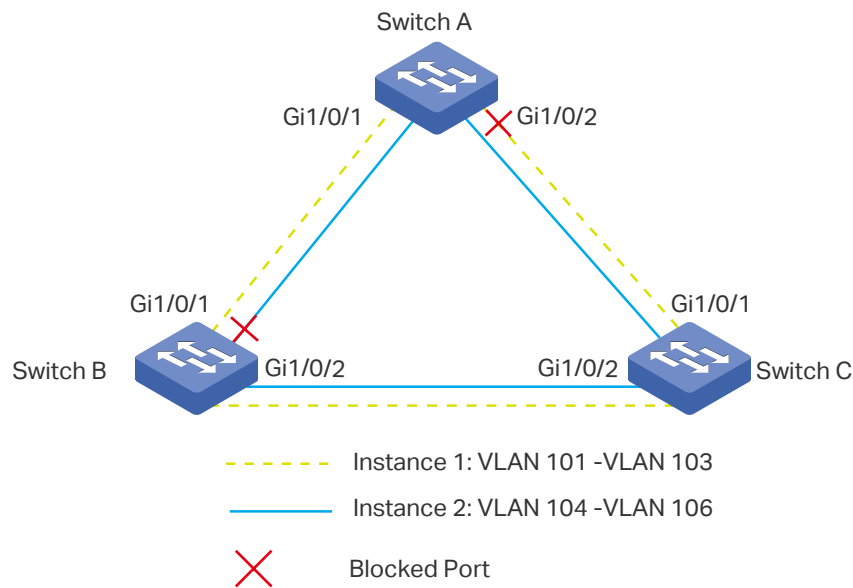 Switch A
Gi1/0/1
Gi1/0/2
Gi1/0/1
Gi1/0/1
Switch B
Gi1/0/2
Gi1/0/2
Switch C
Instance 1: VLAN 101 -VLAN 103
Instance 2: VLAN 104 -VLAN 106
Blocked Port